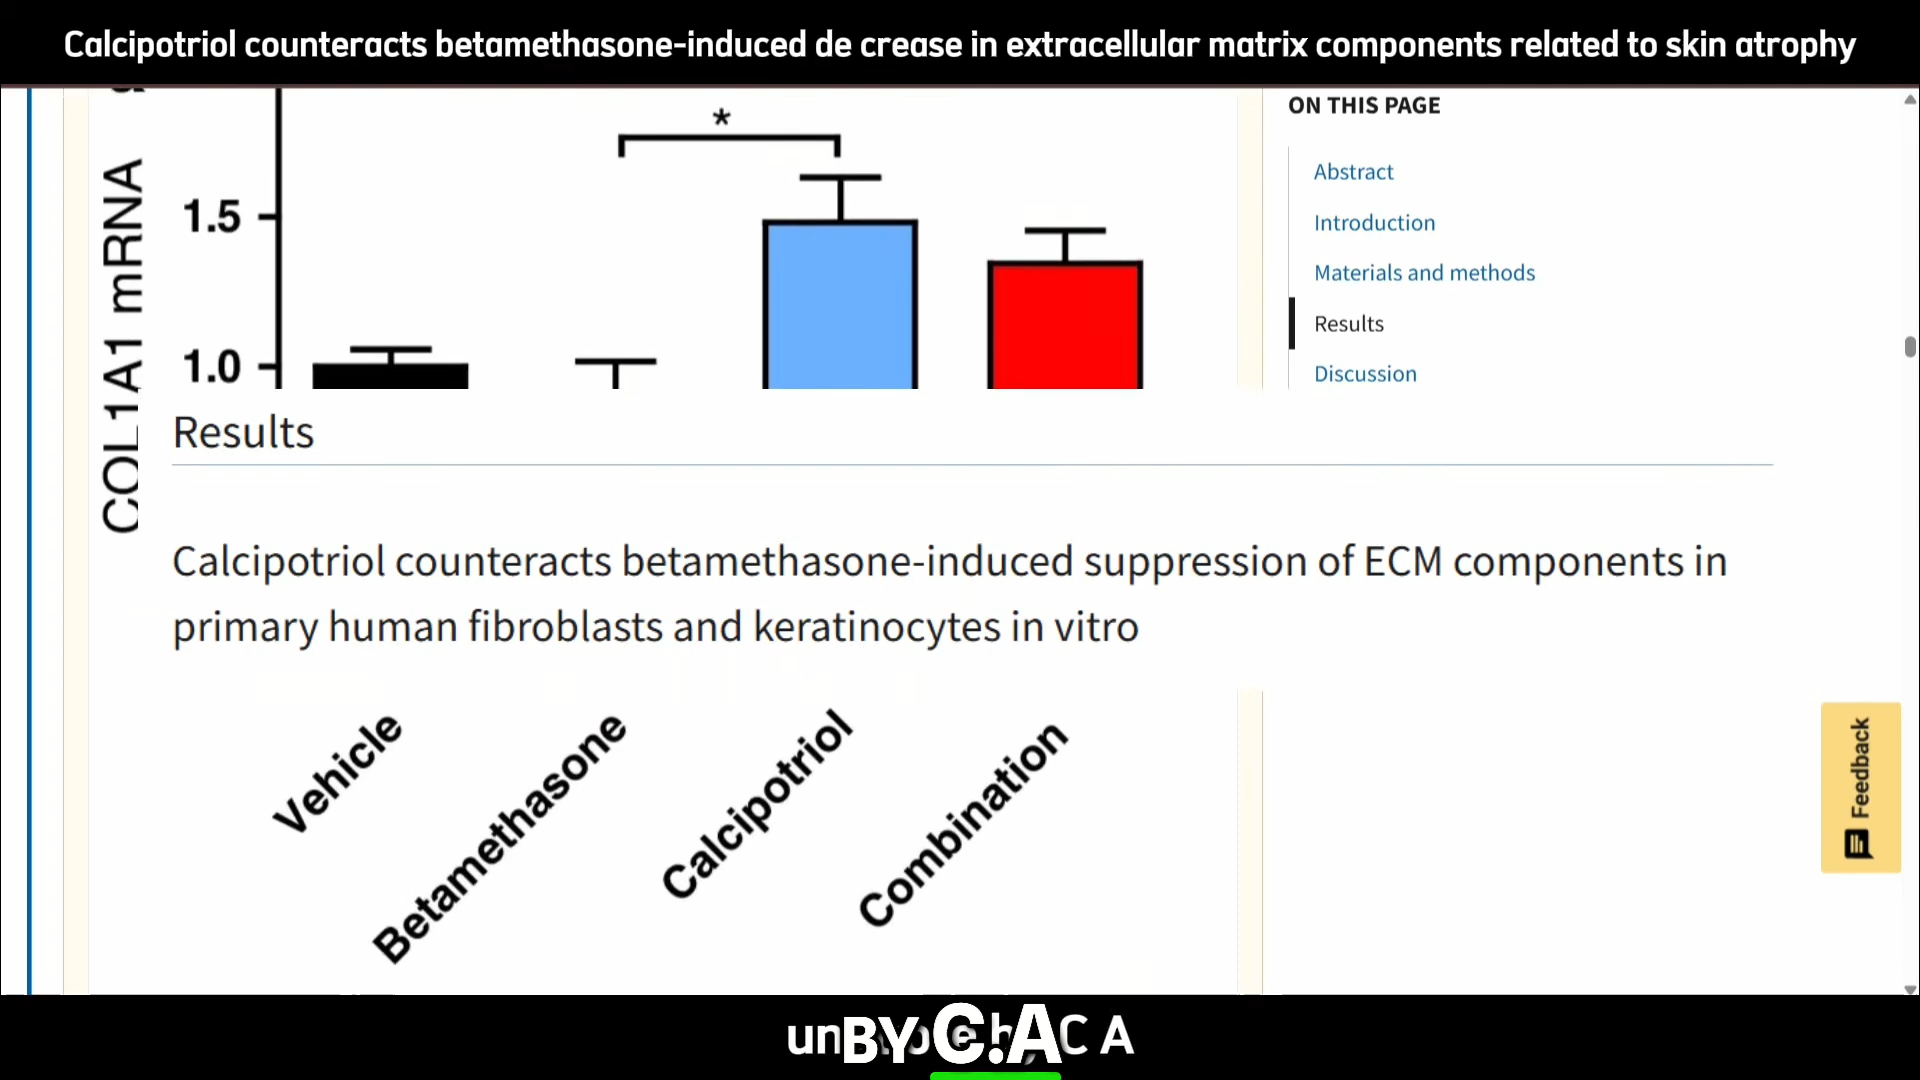 Calcipotriol counteracts betamethasone-induced de crease in extracellular matrix components related to skin atrophy
COL1A1 mRNA
*
1.5
1.0
ON THIS PAGE
Abstract
Introduction
Materials and methods
Results
Discussion
Results
Calcipotriol counteracts betamethasone-induced suppression of ECM components in
primary human fibroblasts and keratinocytes in vitro
Vehicle
Betamethasone
Calcipotriol
Combination
Feedback
BY C.A